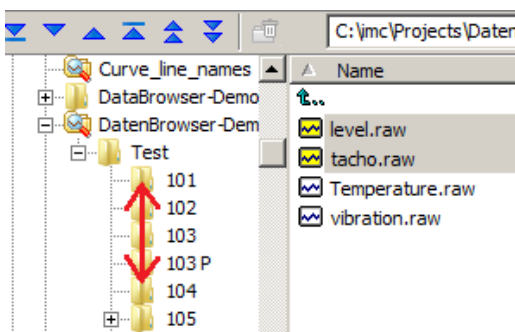 C:\imc\Projects\Daten
Curve_line_names
DataBrowser-Demo
DatenBrowser-Dem
Test
101
102
103
103 P
104
105
Name
level.raw
tacho.raw
Temperature.raw
vibration.raw